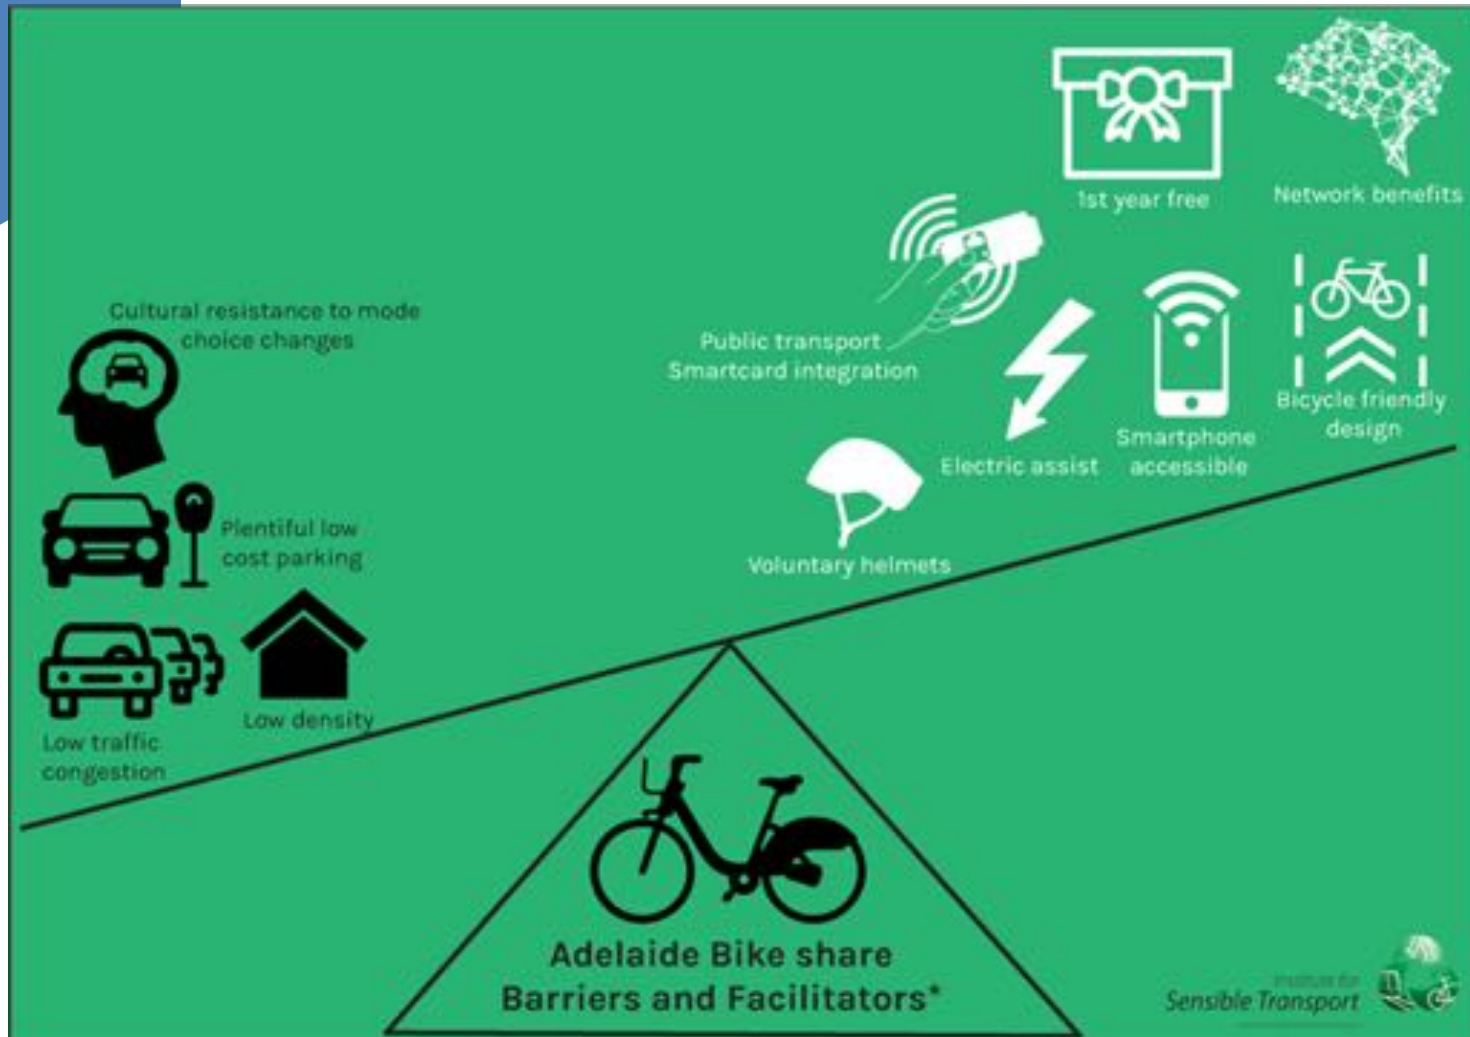 1st year free
Network benefits
Cultural resistance to mode
choice changes
Public transport
Smartcard integration
Bicycle friendly
design
Smartphone
accessible
Electric assist
Plentiful low
cost parking
Voluntary helmets
Low density
Low traffic
congestion
Adelaide Bike share
Barriers and Facilitators*
Institute for
Sensible Transport